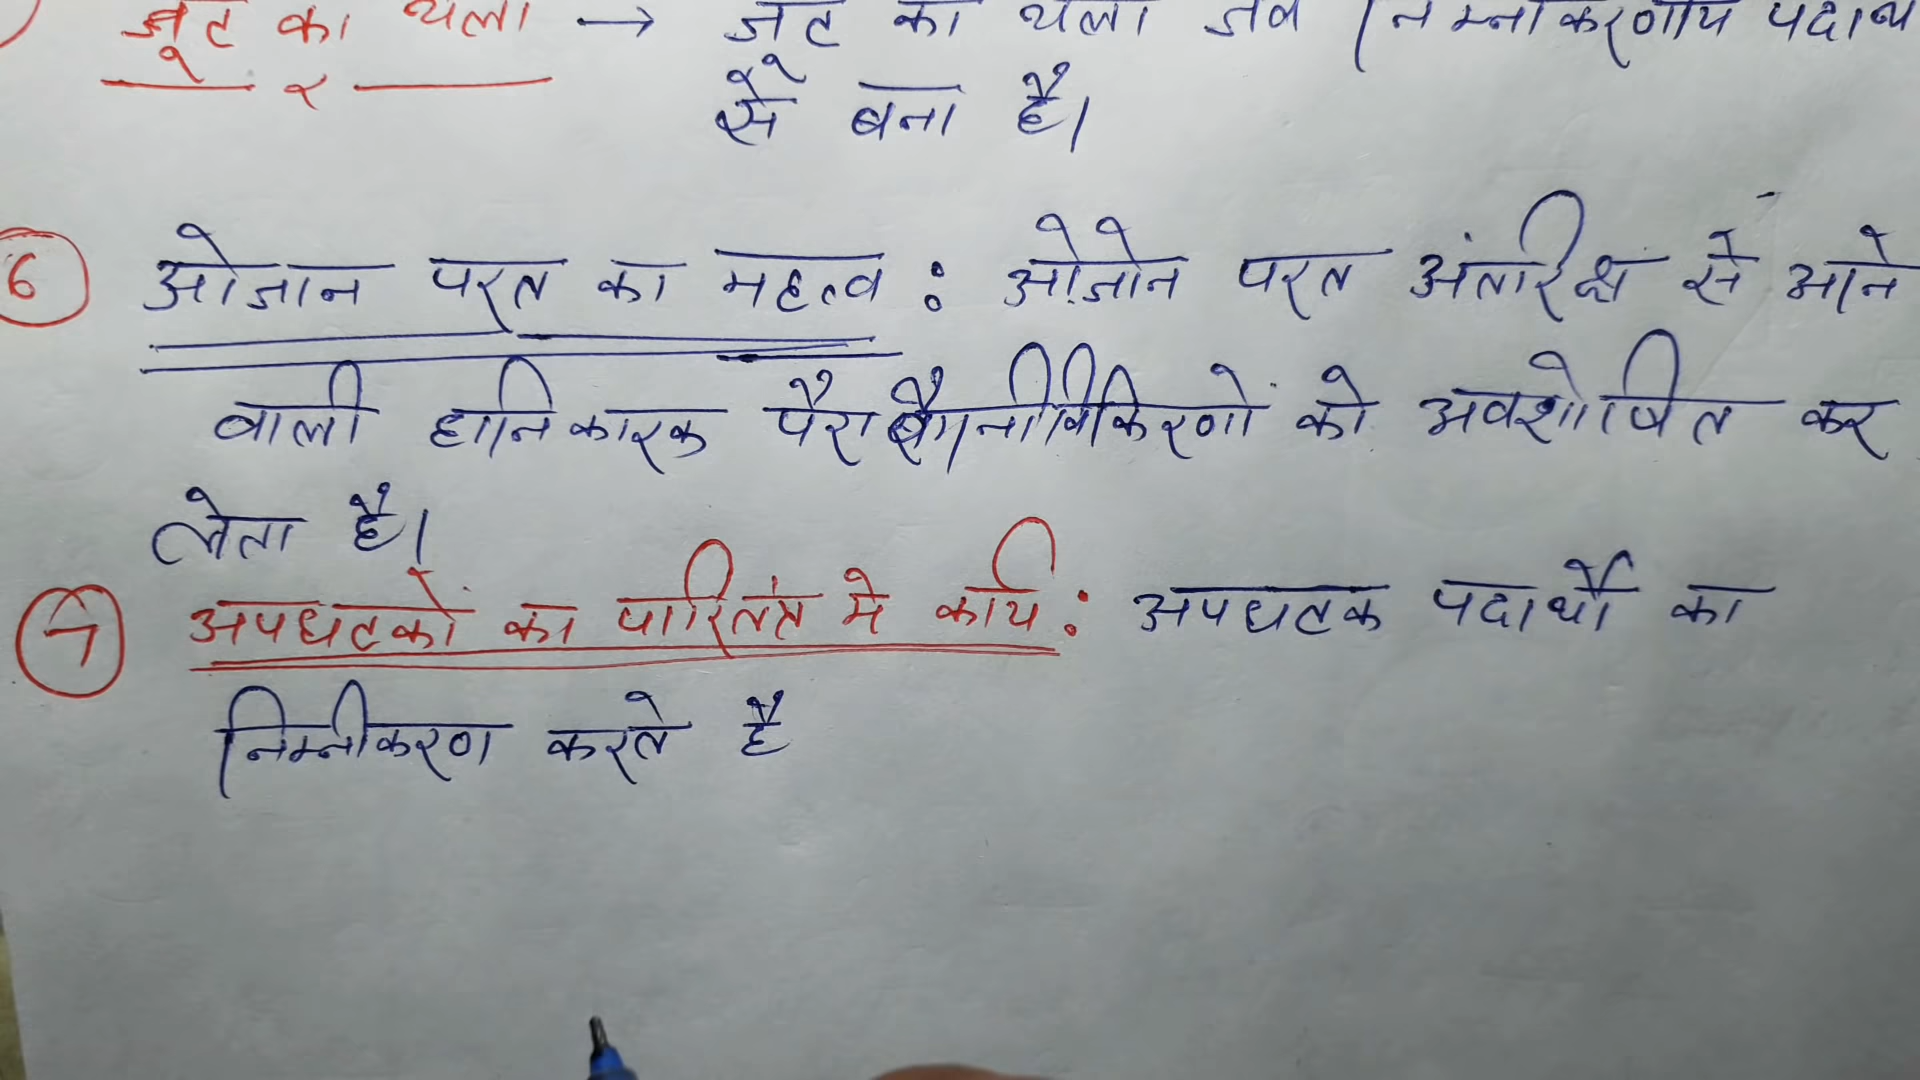 जूट का थैला → जूट का थैला जैव निम्नीकरणीय पदार्थ
से बना है।
6 ओजोन परत का महत्व : ओजोन परत अंतरिक्ष से आने
वाली हानिकारक पैराबैंगनी विकिरणों को अवशोषित कर
लेता है।
7 अपघटकों का पारितंत्र मे कार्य : अपघटक पदार्थों का
निम्नीकरण करते है